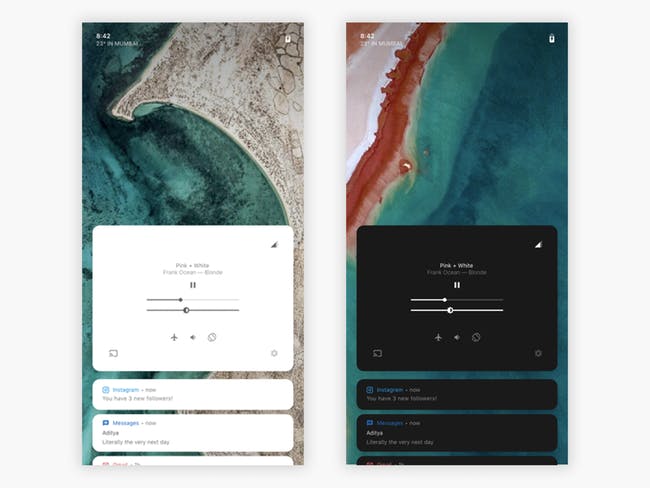 8:42
23° IN MUMBAI
Pink + White
Frank Ocean — Blonde
Instagram • now
You have 3 new followers!
Messages • now
Aditya
Literally the very next day
8:42
23° IN MUMBAI
Pink + White
Frank Ocean — Blonde
Instagram • now
You have 3 new followers!
Messages • now
Aditya
Literally the very next day